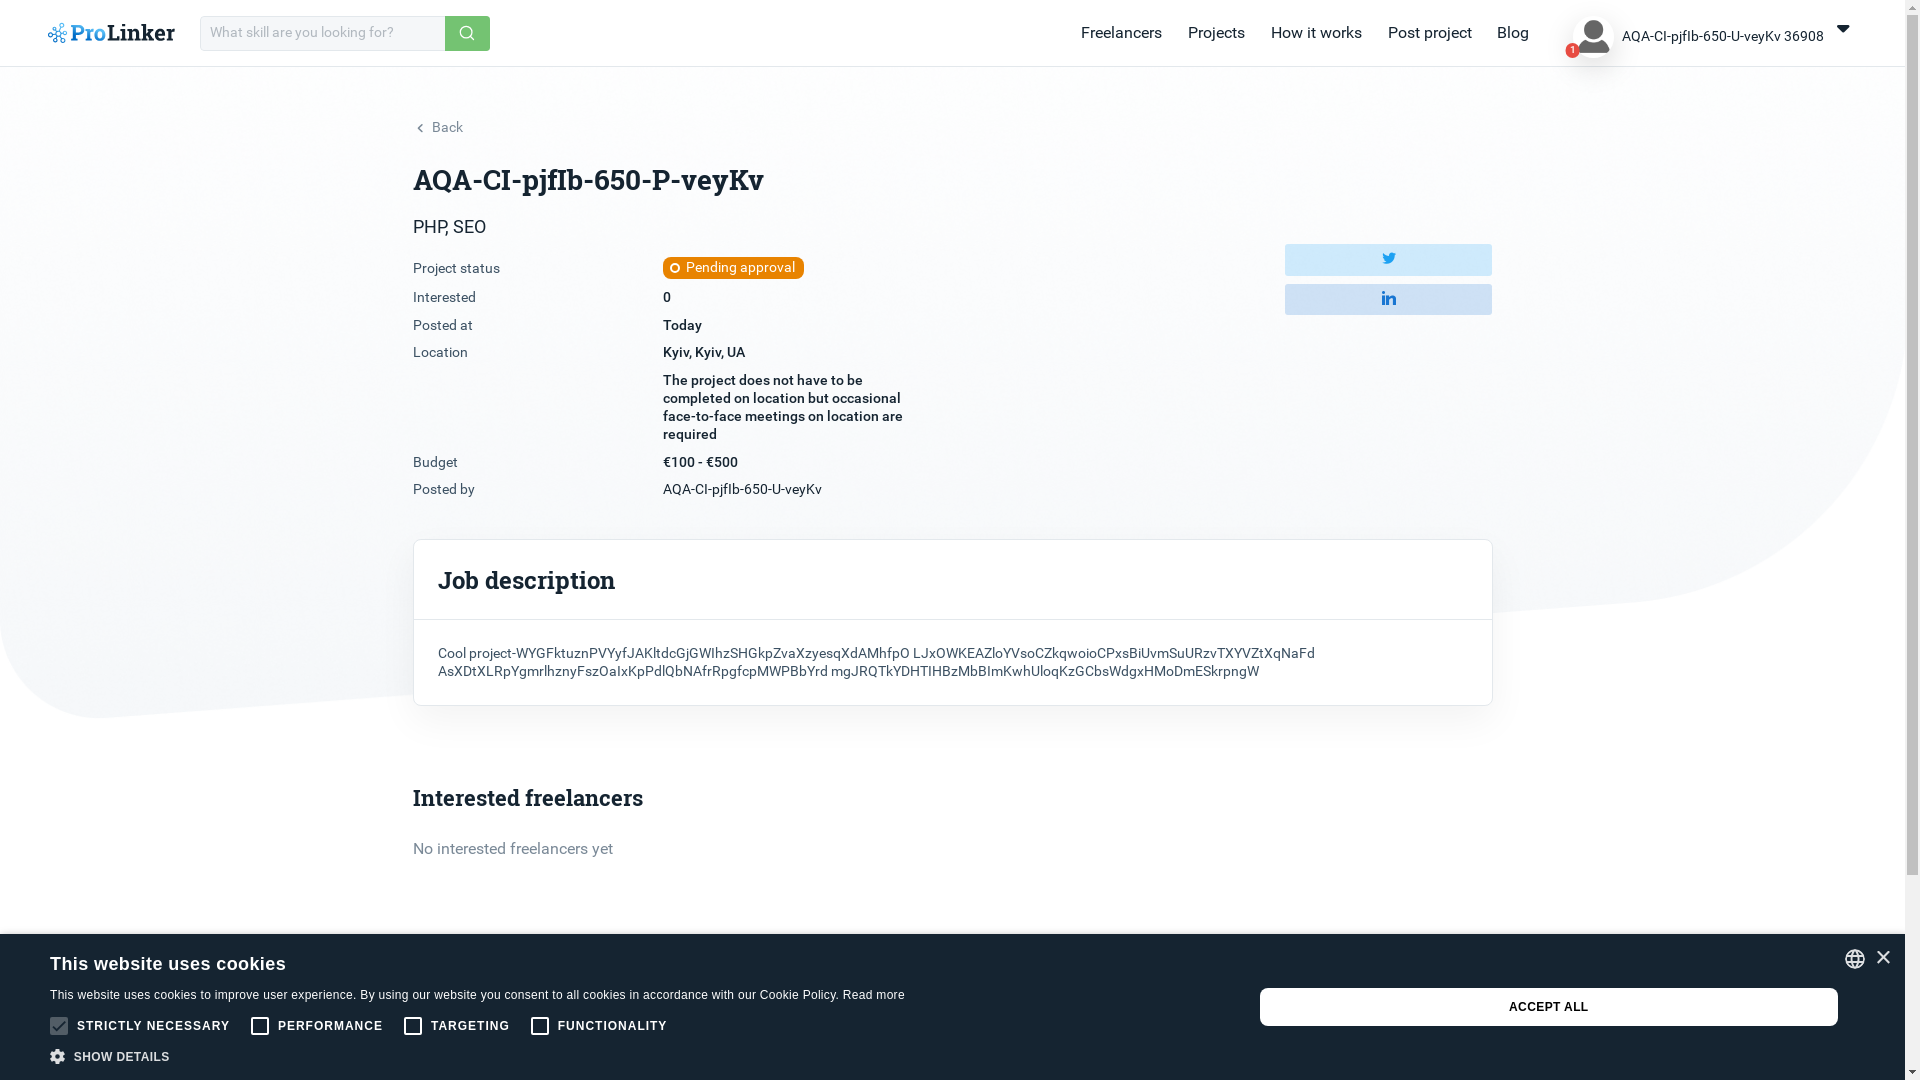 ProLinker
What skill are you looking for?
Freelancers
Projects
How it works
Post project
Blog
1
AQA-CI-pjfIb-650-U-veyKv 36908
Back
AQA-CI-pjfIb-650-P-veyKv
PHP, SEO
Project status
Pending approval
Interested
0
Posted at
Today
Location
Kyiv, Kyiv, UA
The project does not have to be
completed on location but occasional
face-to-face meetings on location are
required
Budget
€100 - €500
Posted by
AQA-CI-pjfIb-650-U-veyKv
Job description
Cool project-WYGFktuznPVYyfJAKltdcGjGWIhzSHGkpZvaXzyesqXdAMhfpO LJxOWKEAZloYVsoCZkqwoioCPxsBiUvmSuURzvTXYVZtXqNaFd
AsXDtXLRpYgmrlhznyFszOaIxKpPdlQbNAfrRpgfcpMWPBbYrd mgJRQTkYDHTIHBzMbBImKwhUloqKzGCbsWdgxHMoDmESkrpngW
Interested freelancers
No interested freelancers yet
This website uses cookies
This website uses cookies to improve user experience. By using our website you consent to all cookies in accordance with our Cookie Policy. Read more
STRICTLY NECESSARY
PERFORMANCE
TARGETING
FUNCTIONALITY
SHOW DETAILS
ACCEPT ALL